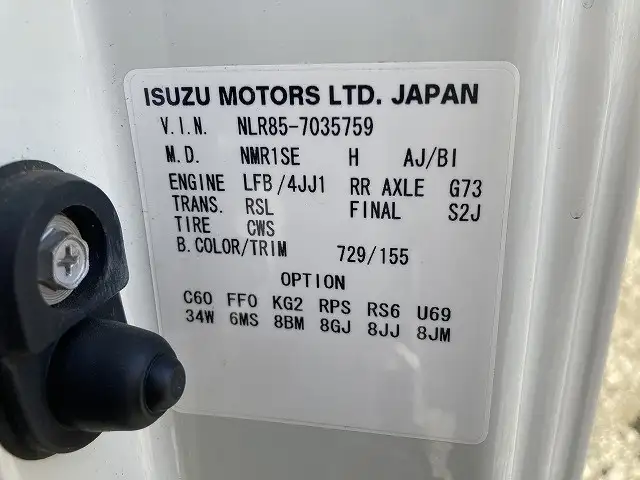 ISUZU MOTORS LTD. JAPAN
V.I.N. NLR85-7035759
M.D. NMR1SE H AJ/BI
ENGINE LFB/4JJ1 RR AXLE G73
TRANS. RSL FINAL S2J
TIRE CWS
B.COLOR/TRIM 729/155
OPTION
C60 FF0 KG2 RPS RS6 U69
34W 6MS 8BM 8GJ 8JJ 8JM